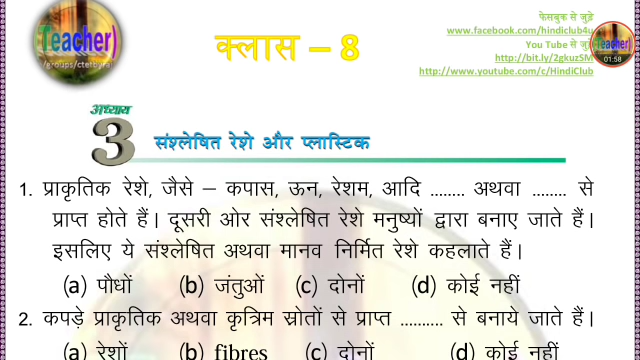 Teacher)
/groups/ctetbyra
क्लास – 8
फेसबुक से जुड़े
www.facebook.com/hindiclub4u
You Tube से जु
http://bit.ly/2gkuzSM
http://www.youtube.com/c/HindiClub
Teacher
01:58
अध्याय
3
संश्लेषित रेशे और प्लास्टिक
1. प्राकृतिक रेशे, जैसे – कपास, ऊन, रेशम, आदि ........ अथवा ........ से
प्राप्त होते हैं। दूसरी ओर संश्लेषित रेशे मनुष्यों द्वारा बनाए जाते हैं।
इसलिए ये संश्लेषित अथवा मानव निर्मित रेशे कहलाते हैं।
(a) पौधों (b) जंतुओं (c) दोनों (d) कोई नहीं
2. कपड़े प्राकृतिक अथवा कृत्रिम स्रोतों से प्राप्त .......... से बनाये जाते हैं।
(a) रेशों (b) fibres (c) दोनों (d) कोई नहीं